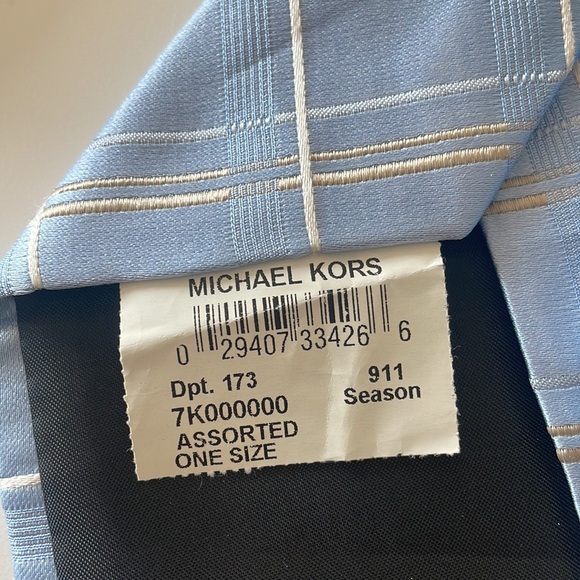 MICHAEL KORS
0 29407 33426 6
Dpt. 173 911
7K000000 Season
ASSORTED
ONE SIZE